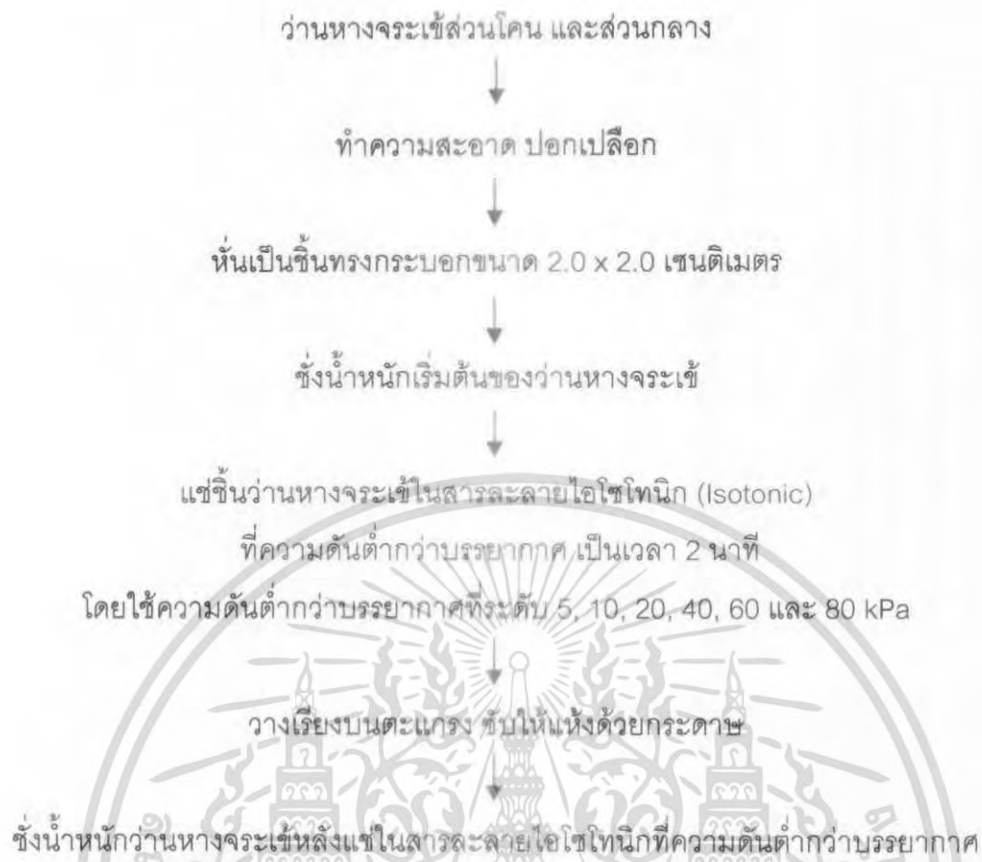 ว่านหางจระเข้ส่วนโคน และส่วนกลาง
ทำความสะอาด ปอกเปลือก
หั่นเป็นชิ้นทรงกระบอกขนาด 2.0 x 2.0 เซนติเมตร
ชั่งน้ำหนักเริ่มต้นของว่านหางจระเข้
แช่ชิ้นว่านหางจระเข้ในสารละลายไอโซโทนิก (Isotonic)
ที่ความดันต่ำกว่าบรรยากาศ เป็นเวลา 2 นาที
โดยใช้ความดันต่ำกว่าบรรยากาศที่ระดับ 5, 10, 20, 40, 60 และ 80 kPa
วางเรียงบนตะแกรง ซับให้แห้งด้วยกระดาษ
ชั่งน้ำหนักว่านหางจระเข้หลังแช่ในสารละลายไอโซโทนิกที่ความดันต่ำกว่าบรรยากาศ